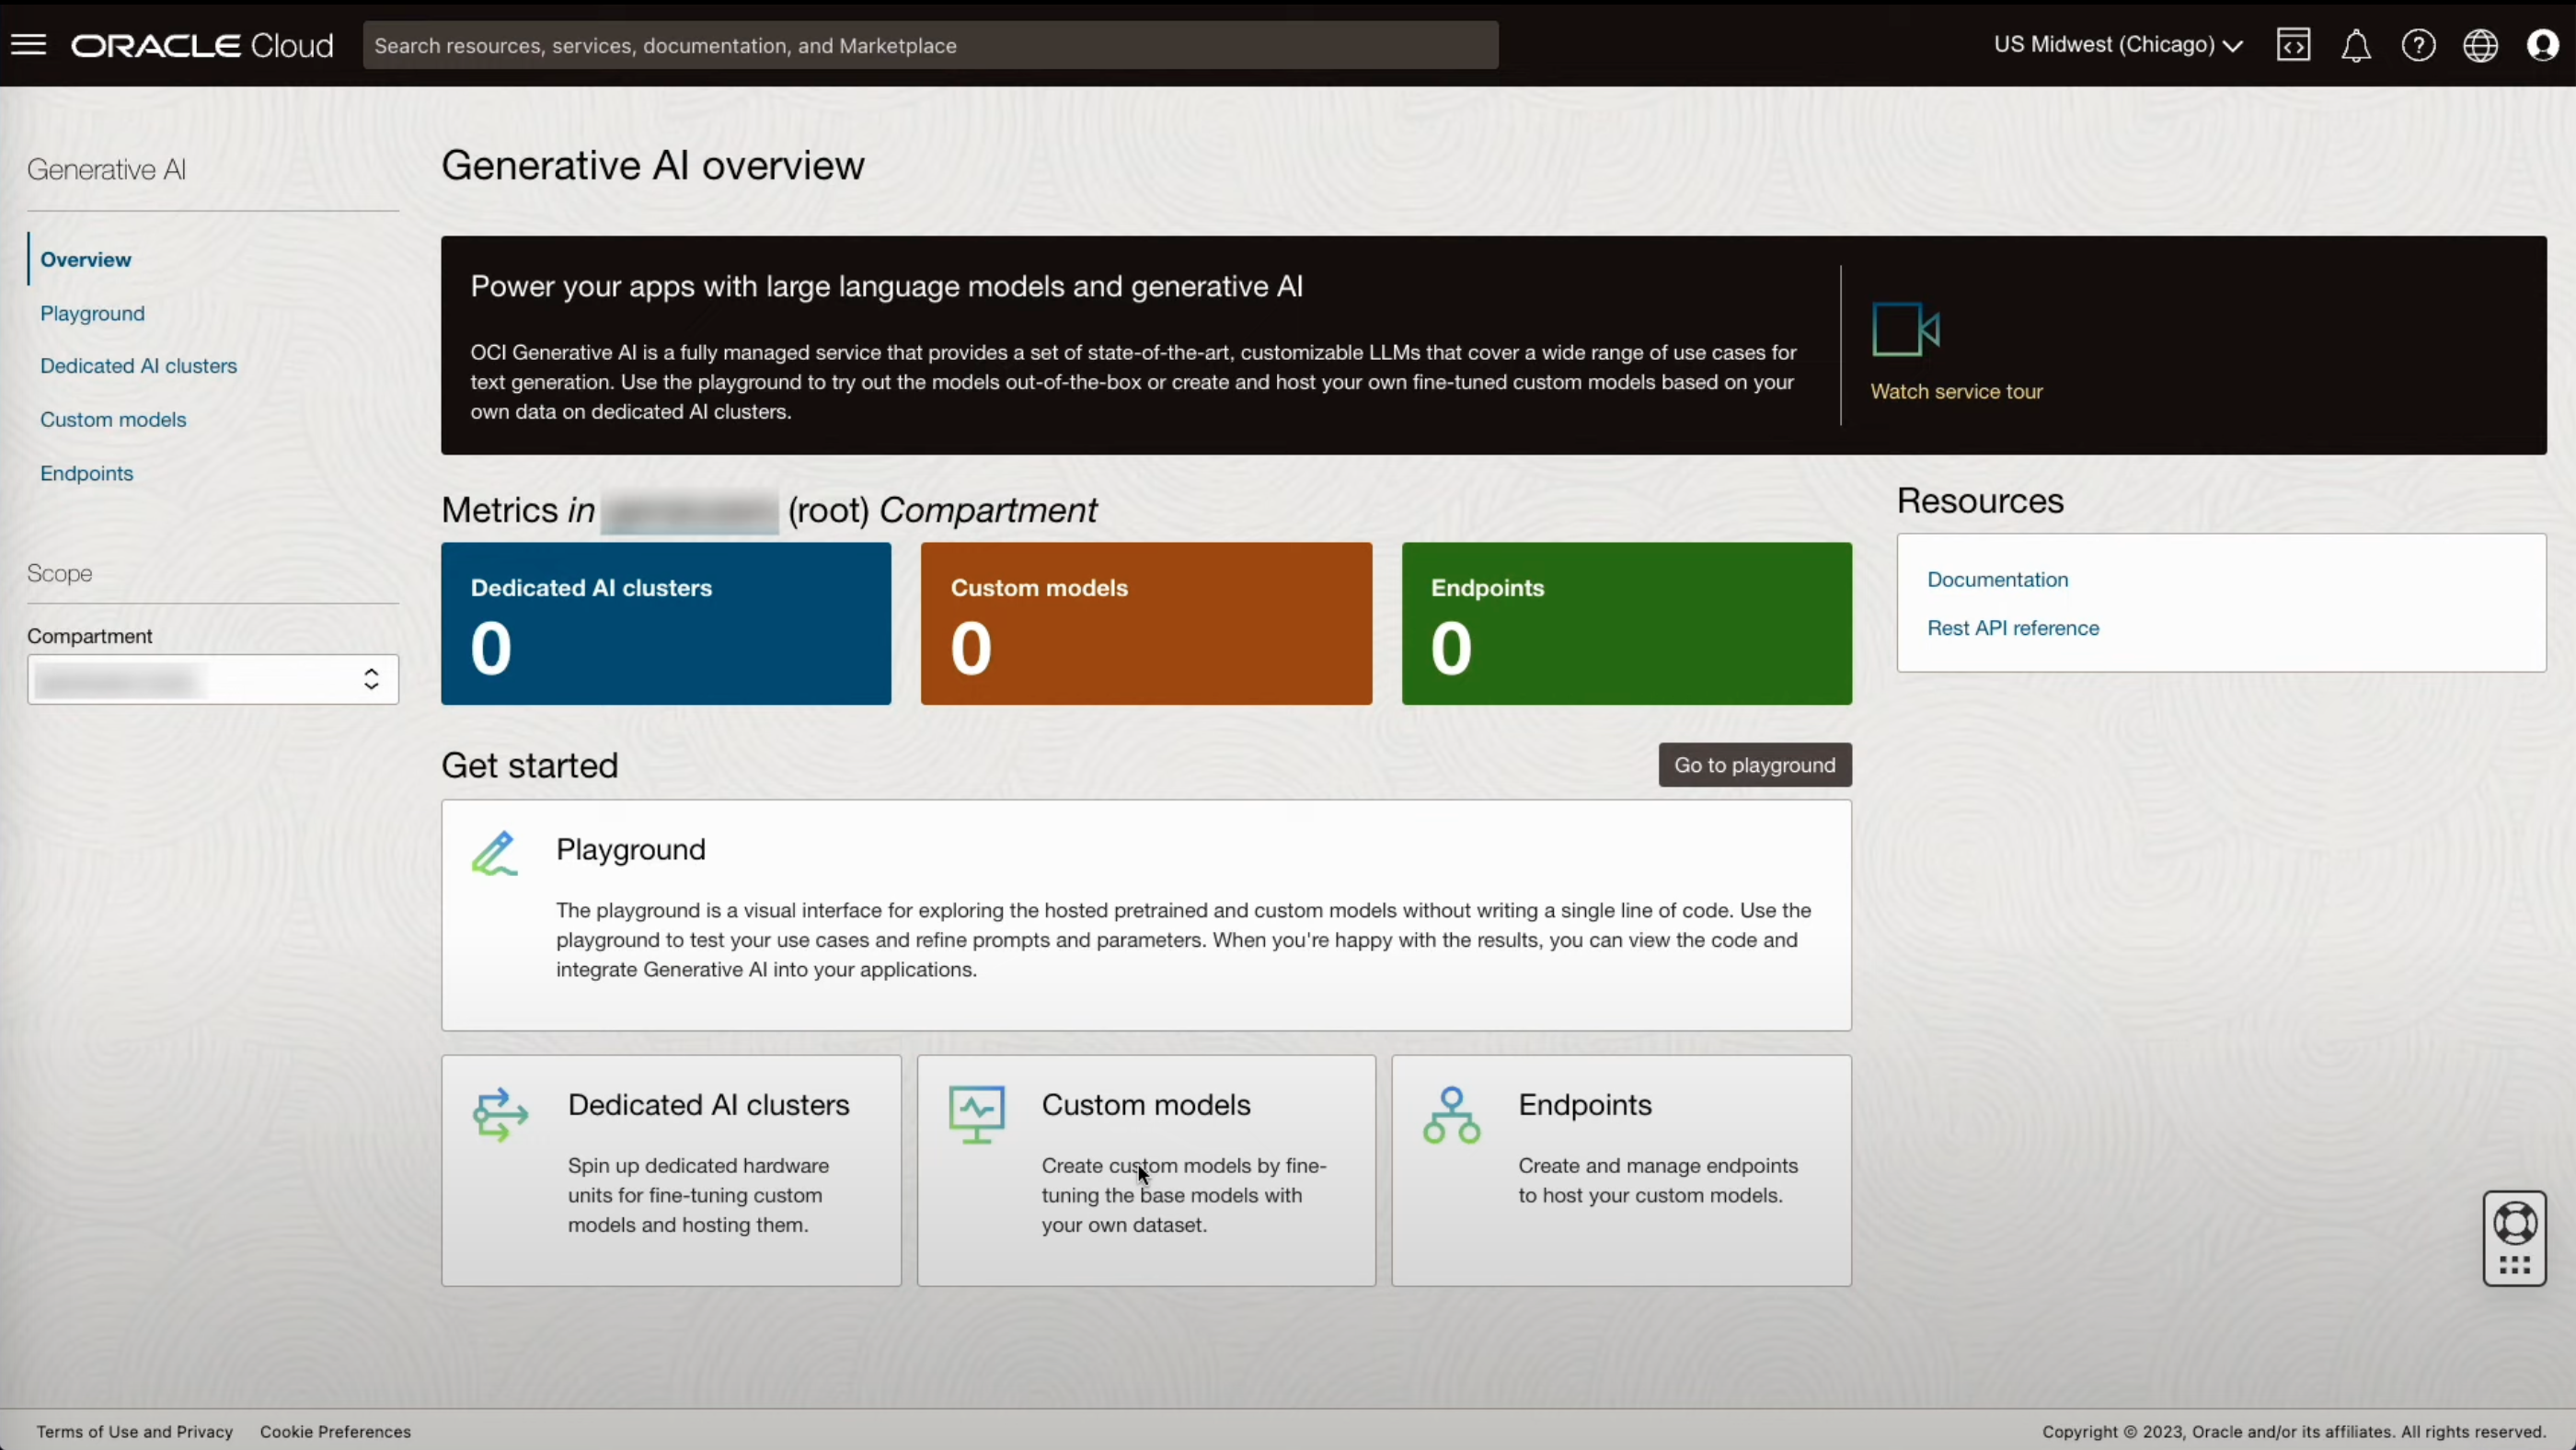 ORACLE Cloud
Search resources, services, documentation, and Marketplace
US Midwest (Chicago)
Generative AI
Overview
Playground
Dedicated AI clusters
Custom models
Endpoints
Scope
Compartment
Generative AI overview
Power your apps with large language models and generative AI
OCI Generative AI is a fully managed service that provides a set of state-of-the-art, customizable LLMs that cover a wide range of use cases for
text generation. Use the playground to try out the models out-of-the-box or create and host your own fine-tuned custom models based on your
own data on dedicated AI clusters.
Watch service tour
Metrics in (root) Compartment
Dedicated AI clusters
0
Custom models
0
Endpoints
0
Resources
Documentation
Rest API reference
Get started
Go to playground
Playground
The playground is a visual interface for exploring the hosted pretrained and custom models without writing a single line of code. Use the
playground to test your use cases and refine prompts and parameters. When you're happy with the results, you can view the code and
integrate Generative AI into your applications.
Dedicated AI clusters
Spin up dedicated hardware
units for fine-tuning custom
models and hosting them.
Custom models
Create custom models by fine-
tuning the base models with
your own dataset.
Endpoints
Create and manage endpoints
to host your custom models.
Terms of Use and Privacy
Cookie Preferences
Copyright © 2023, Oracle and/or its affiliates. All rights reserved.